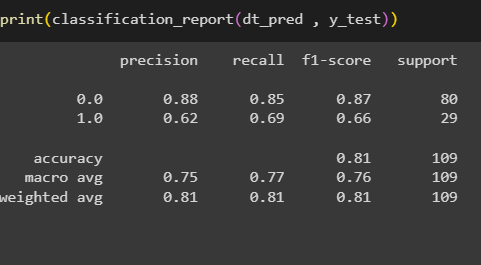 print(classification_report(dt_pred , y_test))
precision recall f1-score support
0.0 0.88 0.85 0.87 80
1.0 0.62 0.69 0.66 29
accuracy 0.81 109
macro avg 0.75 0.77 0.76 109
weighted avg 0.81 0.81 0.81 109